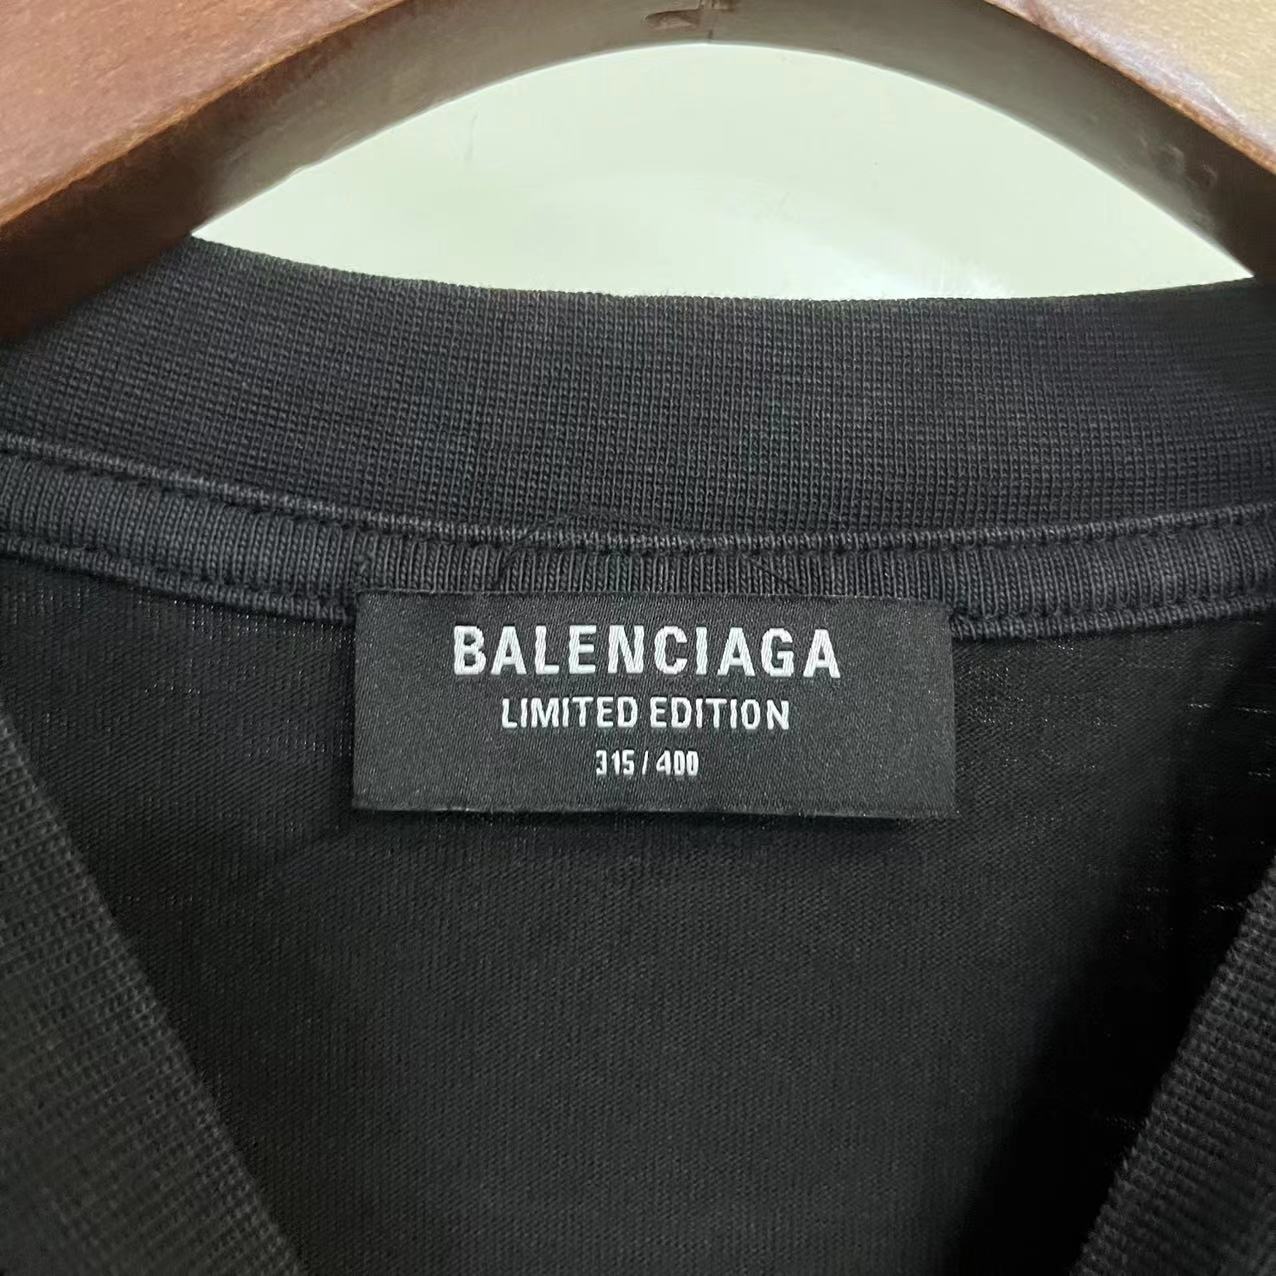 BALENCIAGA
LIMITED EDITION
315 / 400